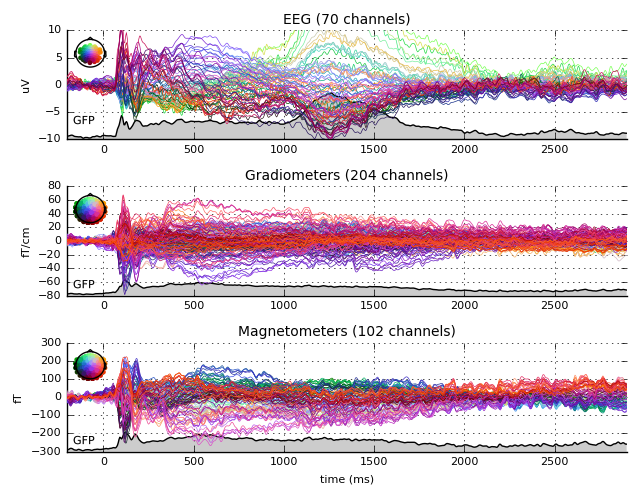 EEG (70 channels)
10
5
0
−5
−10
uV
GFP
0 500 1000 1500 2000 2500
Gradiometers (204 channels)
80
60
40
20
0
−20
−40
−60
−80
fT/cm
GFP
0 500 1000 1500 2000 2500
Magnetometers (102 channels)
300
200
100
0
−100
−200
−300
fT
GFP
0 500 1000 1500 2000 2500
time (ms)